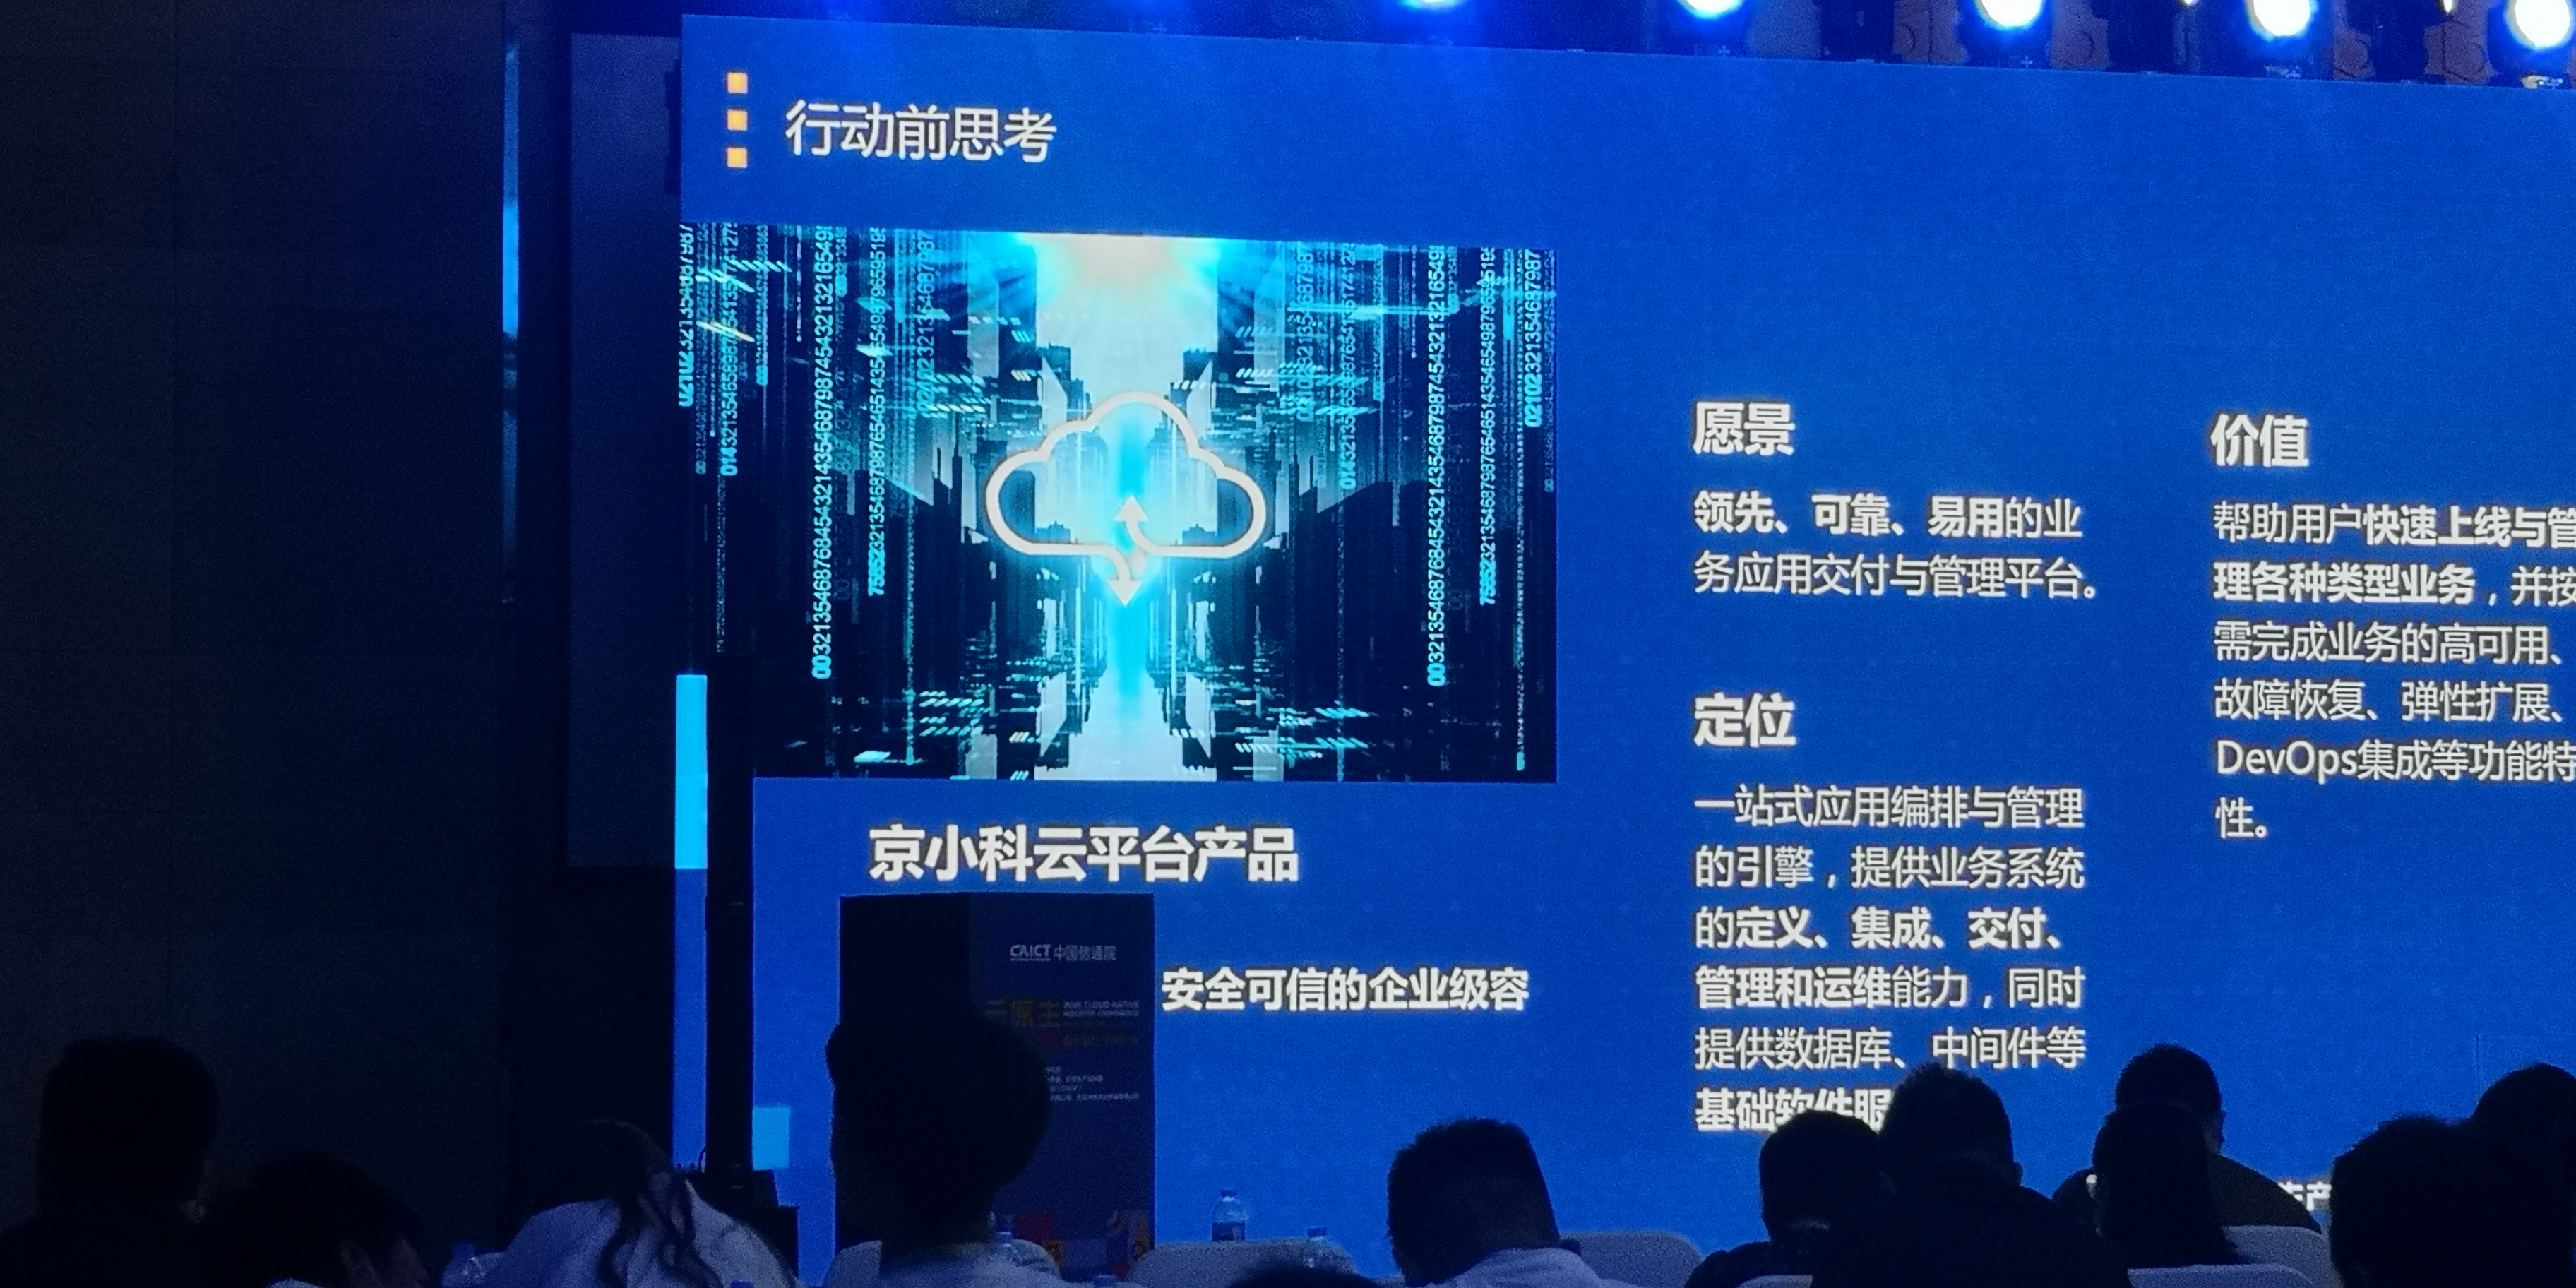 行动前思考
京小科云平台产品
安全可信的企业级容
CAICT 中国信通院
愿景
领先、可靠、易用的业
务应用交付与管理平台。
定位
一站式应用编排与管理
的引擎，提供业务系统
的定义、集成、交付、
管理和运维能力，同时
提供数据库、中间件等
基础软件服
价值
帮助用户快速上线与管
理各种类型业务，并按
需完成业务的高可用、
故障恢复、弹性扩展、
DevOps集成等功能特
性。